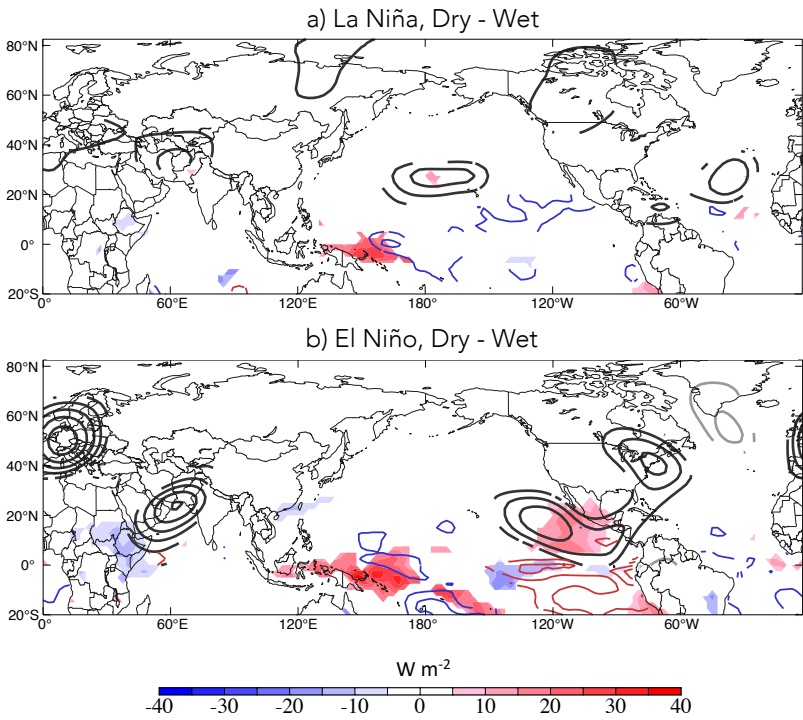 a) La Niña, Dry - Wet
80°N
60°N
40°N
20°N
0°
20°S
0°E
60°E
120°E
180°
120°W
60°W
b) El Niño, Dry - Wet
80°N
60°N
40°N
20°N
0°
20°S
0°E
60°E
120°E
180°
120°W
60°W
W m-2
-40 -30 -20 -10 0 10 20 30 40